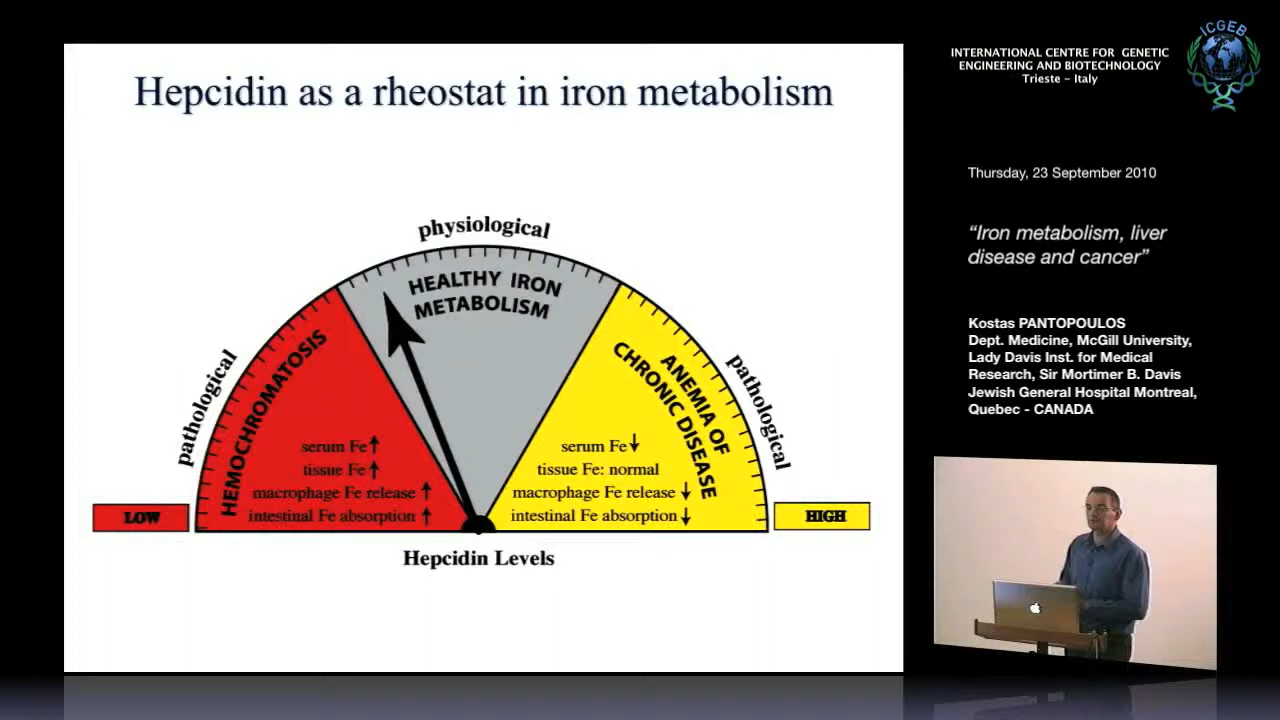 Hepcidin as a rheostat in iron metabolism
physiological
HEALTHY IRON
METABOLISM
pathological
HEMOCHROMATOSIS
serum Fe↑
tissue Fe↑
macrophage Fe release ↑
intestinal Fe absorption ↑
pathological
ANEMIA OF
CHRONIC DISEASE
serum Fe↓
tissue Fe: normal
macrophage Fe release ↓
intestinal Fe absorption ↓
LOW
HIGH
Hepcidin Levels
INTERNATIONAL CENTRE FOR GENETIC
ENGINEERING AND BIOTECHNOLOGY
Trieste – Italy
ICGEB
Thursday, 23 September 2010
“Iron metabolism, liver
disease and cancer”
Kostas PANTOPOULOS
Dept. Medicine, McGill University,
Lady Davis Inst. for Medical
Research, Sir Mortimer B. Davis
Jewish General Hospital Montreal,
Quebec - CANADA